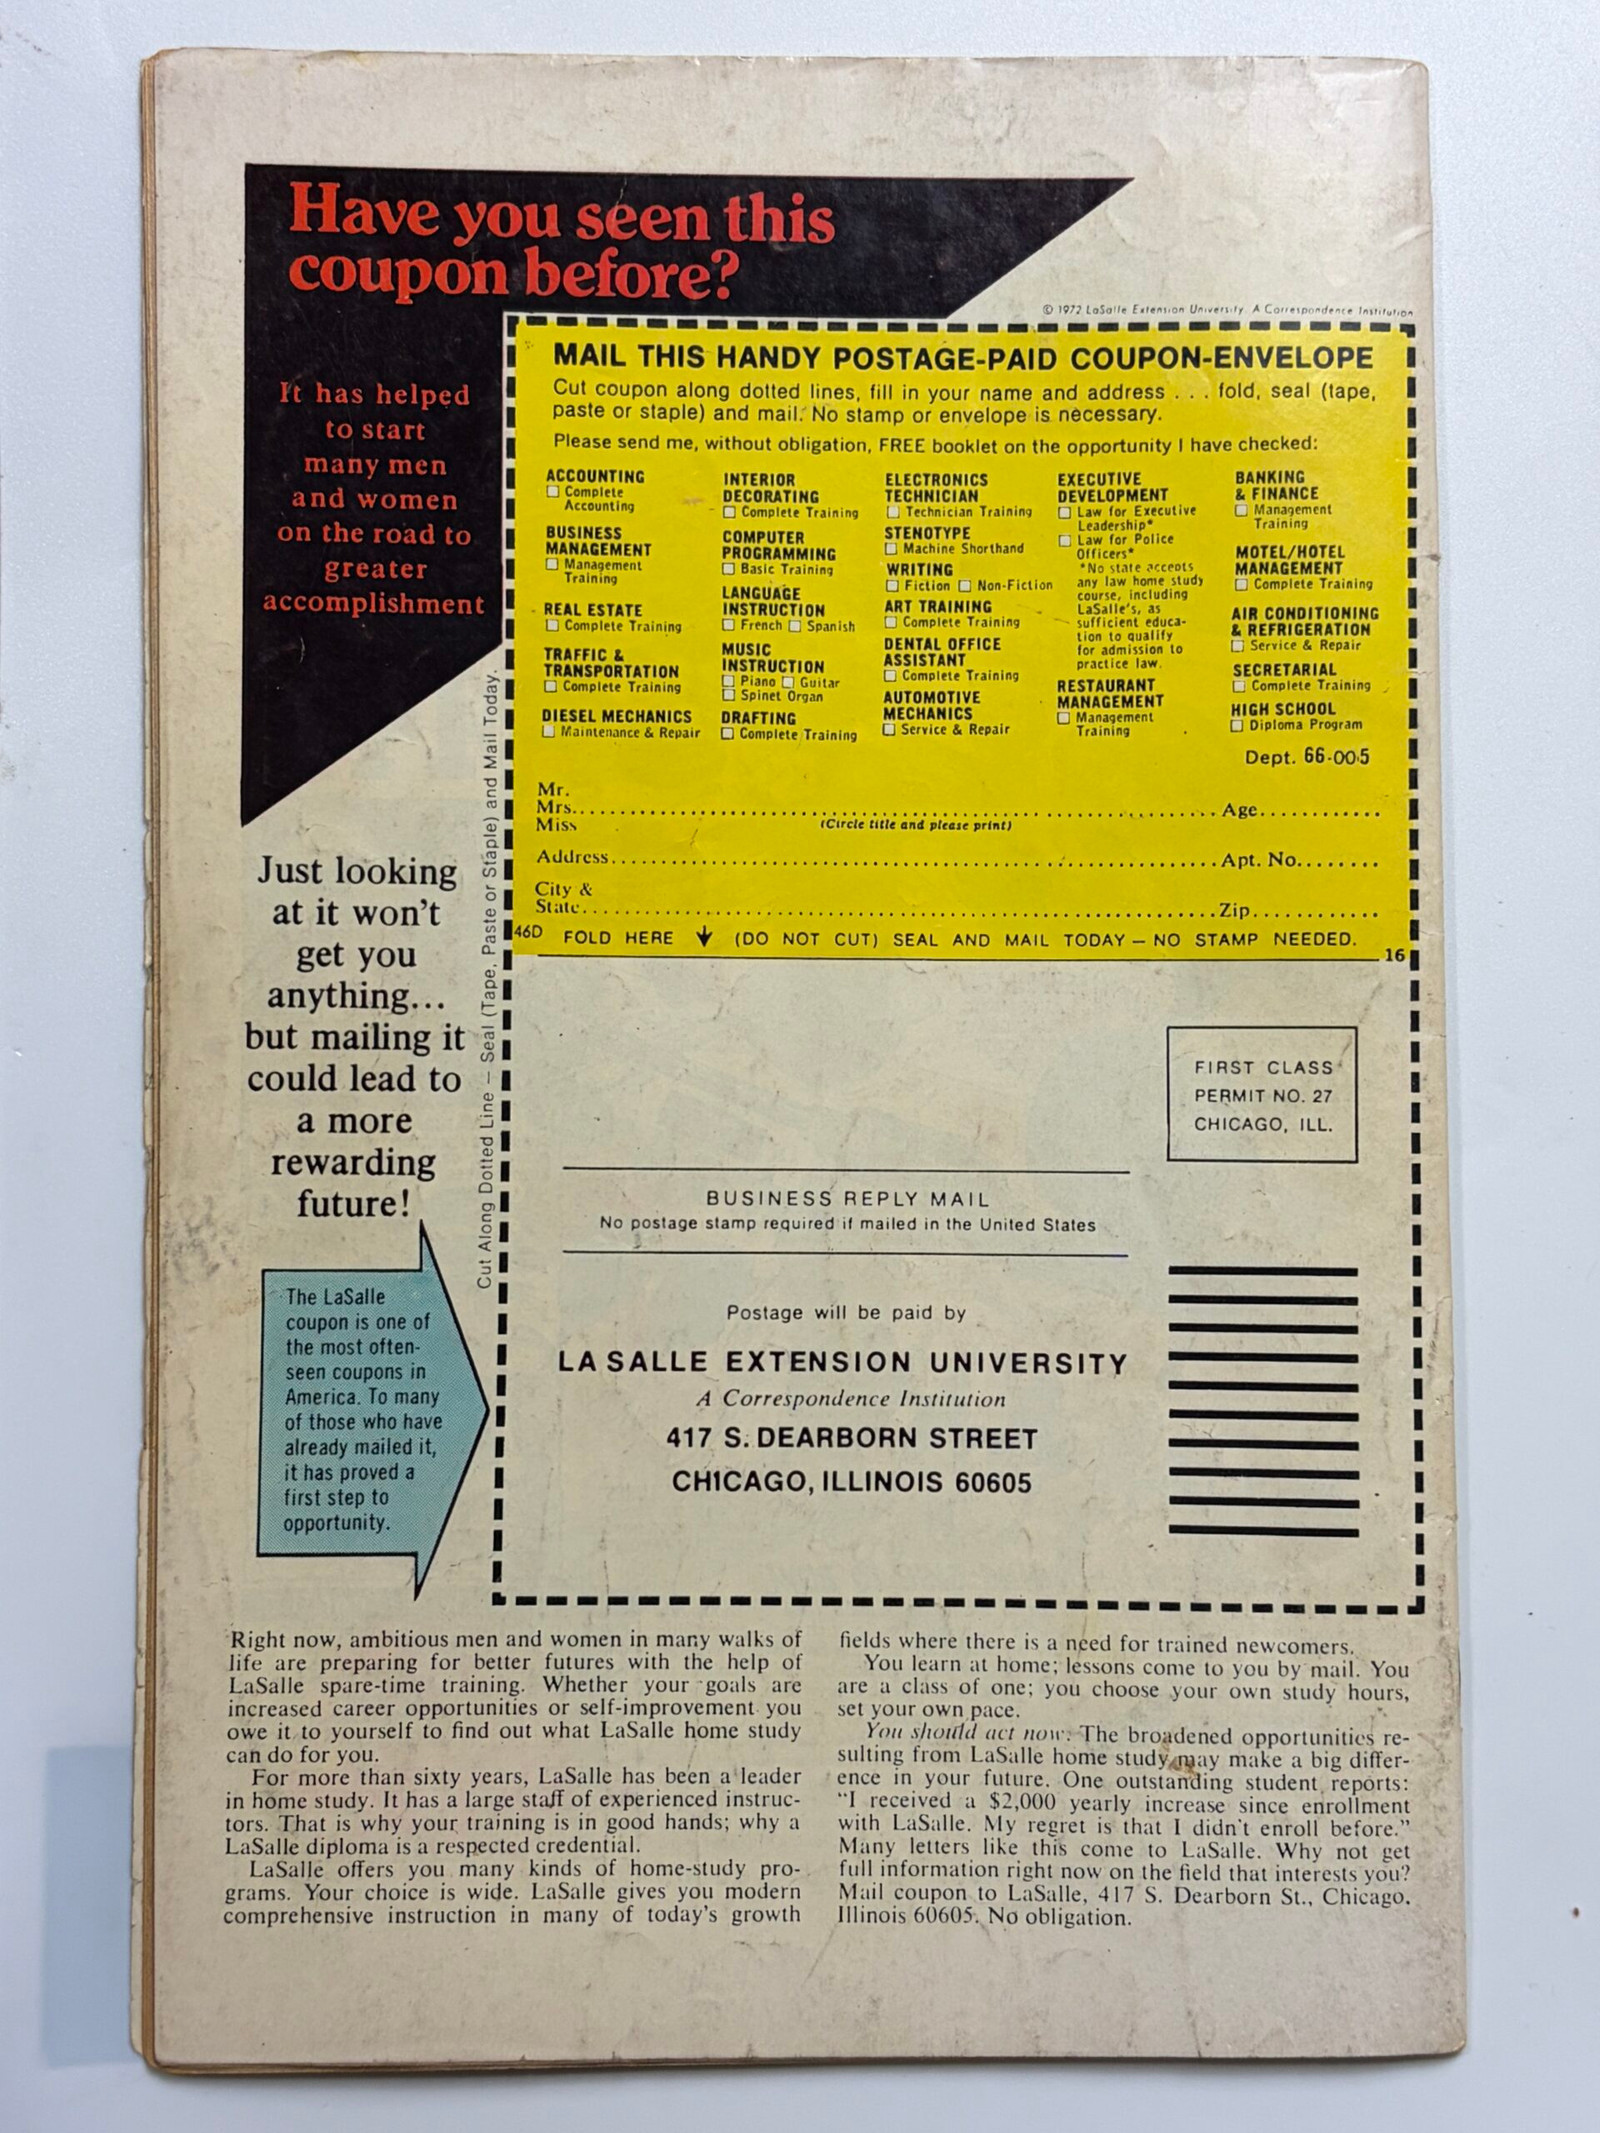 Have you seen this
coupon before?
It has helped
to start
many men
and women
on the road to
greater
accomplishment
Just looking
at it won't
get you
anything...
but mailing it
could lead to
a more
rewarding
future!
The LaSalle
coupon is one of
the most often-
seen coupons in
America. To many
of those who have
already mailed it,
it has proved a
first step to
opportunity.
Cut Along Dotted Line – Seal (Tape, Paste or Staple) and Mail Today.
© 1972 LaSalle Extension University. A Correspondence Institution
MAIL THIS HANDY POSTAGE-PAID COUPON-ENVELOPE
Cut coupon along dotted lines, fill in your name and address . . . fold, seal (tape,
paste or staple) and mail. No stamp or envelope is necessary.
Please send me, without obligation, FREE booklet on the opportunity I have checked:
ACCOUNTING
☐ Complete
Accounting
BUSINESS
MANAGEMENT
☐ Management
Training
REAL ESTATE
☐ Complete Training
TRAFFIC &
TRANSPORTATION
☐ Complete Training
DIESEL MECHANICS
☐ Maintenance & Repair
INTERIOR
DECORATING
☐ Complete Training
COMPUTER
PROGRAMMING
☐ Basic Training
LANGUAGE
INSTRUCTION
☐ French ☐ Spanish
MUSIC
INSTRUCTION
☐ Piano ☐ Guitar
☐ Spinet Organ
DRAFTING
☐ Complete Training
ELECTRONICS
TECHNICIAN
☐ Technician Training
STENOTYPE
☐ Machine Shorthand
WRITING
☐ Fiction ☐ Non-Fiction
ART TRAINING
☐ Complete Training
DENTAL OFFICE
ASSISTANT
☐ Complete Training
AUTOMOTIVE
MECHANICS
☐ Service & Repair
EXECUTIVE
DEVELOPMENT
☐ Law for Executive
Leadership*
☐ Law for Police
Officers*
*No state accepts
any law home study
course, including
LaSalle's, as
sufficient educa-
tion to qualify
for admission to
practice law.
RESTAURANT
MANAGEMENT
☐ Management
Training
BANKING
& FINANCE
☐ Management
Training
MOTEL/HOTEL
MANAGEMENT
☐ Complete Training
AIR CONDITIONING
& REFRIGERATION
☐ Service & Repair
SECRETARIAL
☐ Complete Training
HIGH SCHOOL
☐ Diploma Program
Dept. 66-005
Mr.
Mrs. Age
Miss (Circle title and please print)
Address Apt. No.
City &
State Zip
46D FOLD HERE ↓ (DO NOT CUT) SEAL AND MAIL TODAY – NO STAMP NEEDED.
16
FIRST CLASS
PERMIT NO. 27
CHICAGO, ILL.
BUSINESS REPLY MAIL
No postage stamp required if mailed in the United States
Postage will be paid by
LA SALLE EXTENSION UNIVERSITY
A Correspondence Institution
417 S. DEARBORN STREET
CHICAGO, ILLINOIS 60605
Right now, ambitious men and women in many walks of
life are preparing for better futures with the help of
LaSalle spare-time training. Whether your goals are
increased career opportunities or self-improvement you
owe it to yourself to find out what LaSalle home study
can do for you.
For more than sixty years, LaSalle has been a leader
in home study. It has a large staff of experienced instruc-
tors. That is why your training is in good hands; why a
LaSalle diploma is a respected credential.
LaSalle offers you many kinds of home-study pro-
grams. Your choice is wide. LaSalle gives you modern
comprehensive instruction in many of today's growth
fields where there is a need for trained newcomers.
You learn at home; lessons come to you by mail. You
are a class of one; you choose your own study hours,
set your own pace.
You should act now. The broadened opportunities re-
sulting from LaSalle home study may make a big differ-
ence in your future. One outstanding student reports:
"I received a $2,000 yearly increase since enrollment
with LaSalle. My regret is that I didn't enroll before."
Many letters like this come to LaSalle. Why not get
full information right now on the field that interests you?
Mail coupon to LaSalle, 417 S. Dearborn St., Chicago,
Illinois 60605. No obligation.